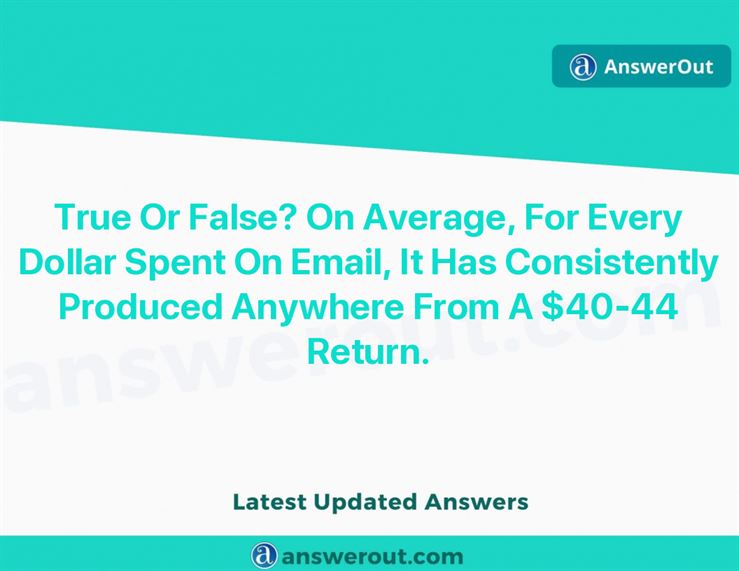 AnswerOut
True Or False? On Average, For Every
Dollar Spent On Email, It Has Consistently
Produced Anywhere From A $40-44
Return.
answerout.com
Latest Updated Answers
a answerout.com